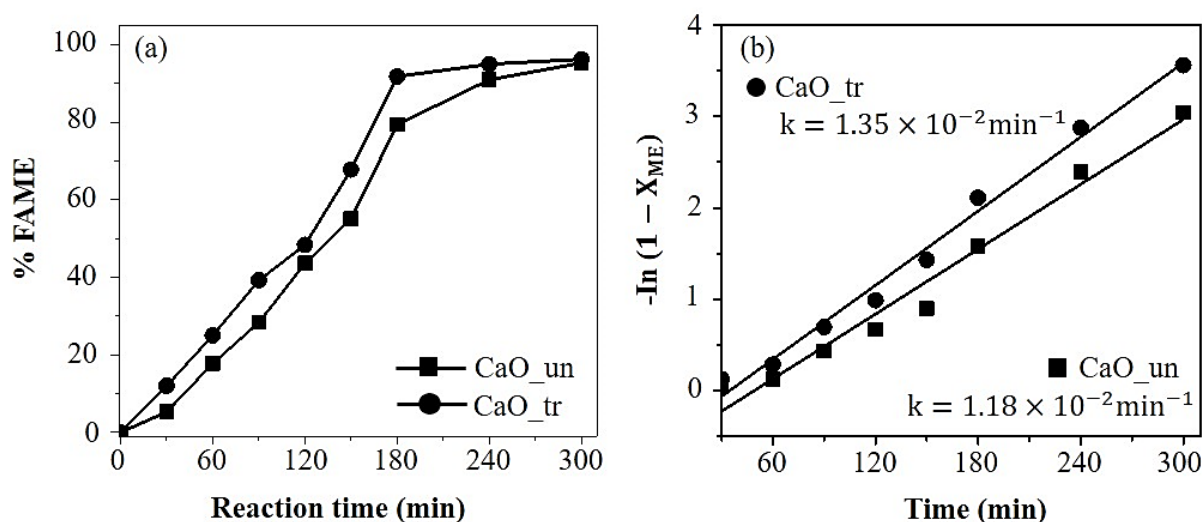 (a)
% FAME
100
80
60
40
20
0
CaO_un
CaO_tr
0 60 120 180 240 300
Reaction time (min)
(b)
-In (1 − X_ME)
4
3
2
1
0
CaO_tr
k = 1.35 × 10⁻² min⁻¹
CaO_un
k = 1.18 × 10⁻² min⁻¹
60 120 180 240 300
Time (min)